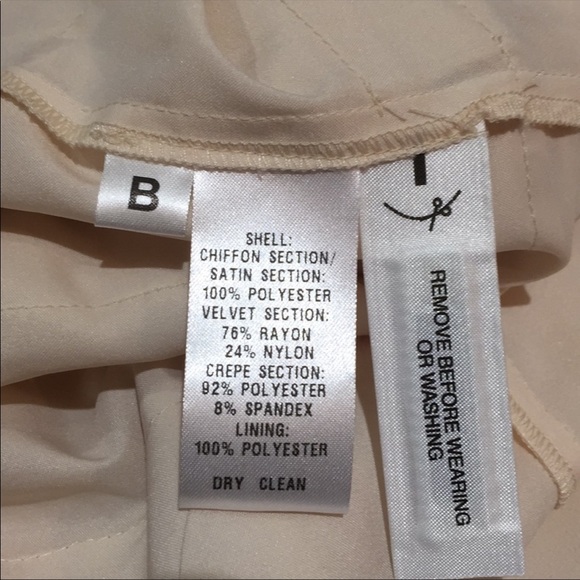 B
SHELL:
CHIFFON SECTION/
SATIN SECTION:
100% POLYESTER
VELVET SECTION:
76% RAYON
24% NYLON
CREPE SECTION:
92% POLYESTER
8% SPANDEX
LINING:
100% POLYESTER
DRY CLEAN
REMOVE BEFORE WEARING
OR WASHING